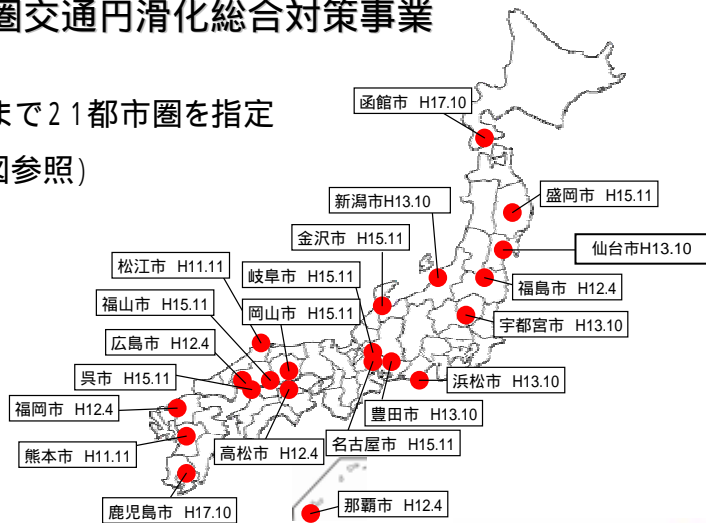 圏交通円滑化総合対策事業
まで21都市圏を指定
図参照)
函館市 H17.10
盛岡市 H15.11
新潟市H13.10
金沢市 H15.11
仙台市H13.10
松江市 H11.11
岐阜市 H15.11
福島市 H12.4
福山市 H15.11
岡山市 H15.11
宇都宮市 H13.10
広島市 H12.4
呉市 H15.11
浜松市 H13.10
福岡市 H12.4
豊田市 H13.10
熊本市 H11.11
高松市 H12.4
名古屋市 H15.11
鹿児島市 H17.10
那覇市 H12.4